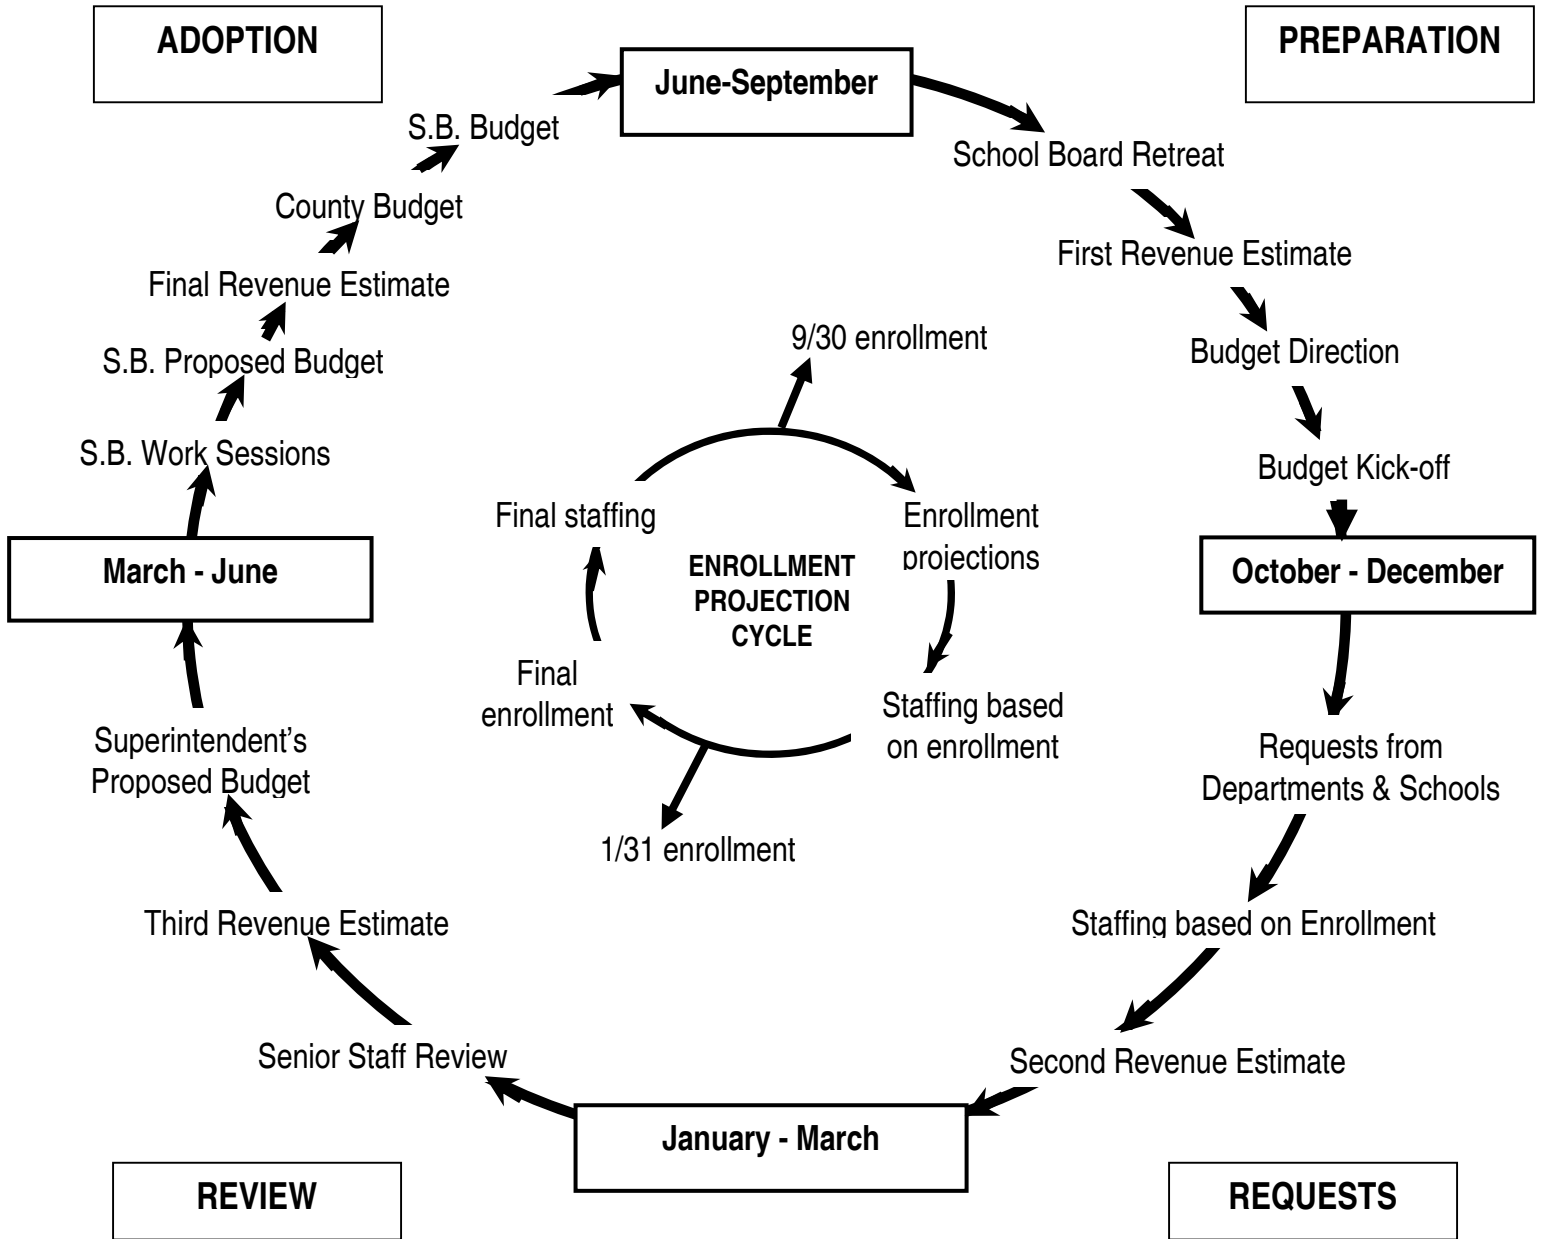 ADOPTION
PREPARATION
June-September
S.B. Budget
School Board Retreat
County Budget
First Revenue Estimate
Final Revenue Estimate
9/30 enrollment
Budget Direction
S.B. Proposed Budget
S.B. Work Sessions
Budget Kick-off
Final staffing
Enrollment
projections
ENROLLMENT
PROJECTION
CYCLE
March - June
October - December
Final
enrollment
Staffing based
on enrollment
Superintendent's
Proposed Budget
Requests from
Departments & Schools
1/31 enrollment
Third Revenue Estimate
Staffing based on Enrollment
Senior Staff Review
Second Revenue Estimate
January - March
REVIEW
REQUESTS